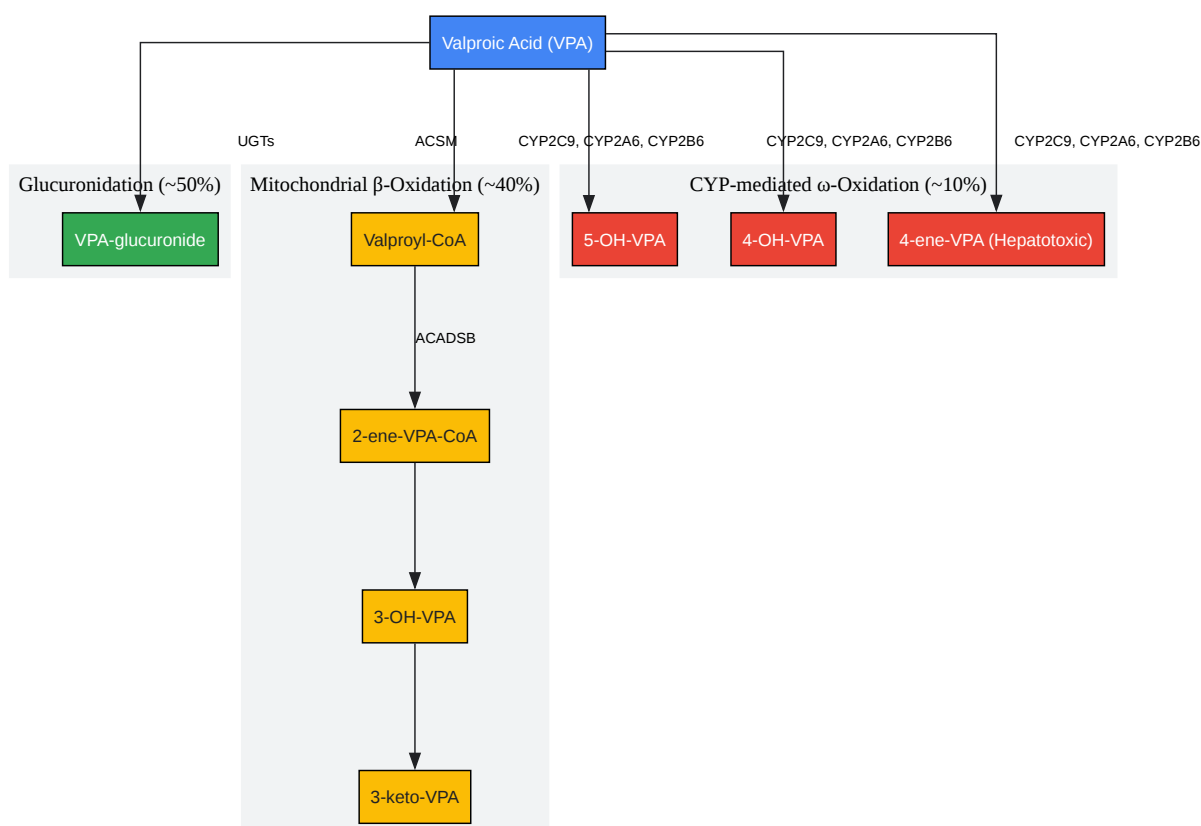 Valproic Acid (VPA)
UGTs
ACSM
CYP2C9, CYP2A6, CYP2B6
CYP2C9, CYP2A6, CYP2B6
CYP2C9, CYP2A6, CYP2B6
Glucuronidation (~50%)
Mitochondrial β-Oxidation (~40%)
CYP-mediated ω-Oxidation (~10%)
VPA-glucuronide
Valproyl-CoA
5-OH-VPA
4-OH-VPA
4-ene-VPA (Hepatotoxic)
ACADSB
2-ene-VPA-CoA
3-OH-VPA
3-keto-VPA